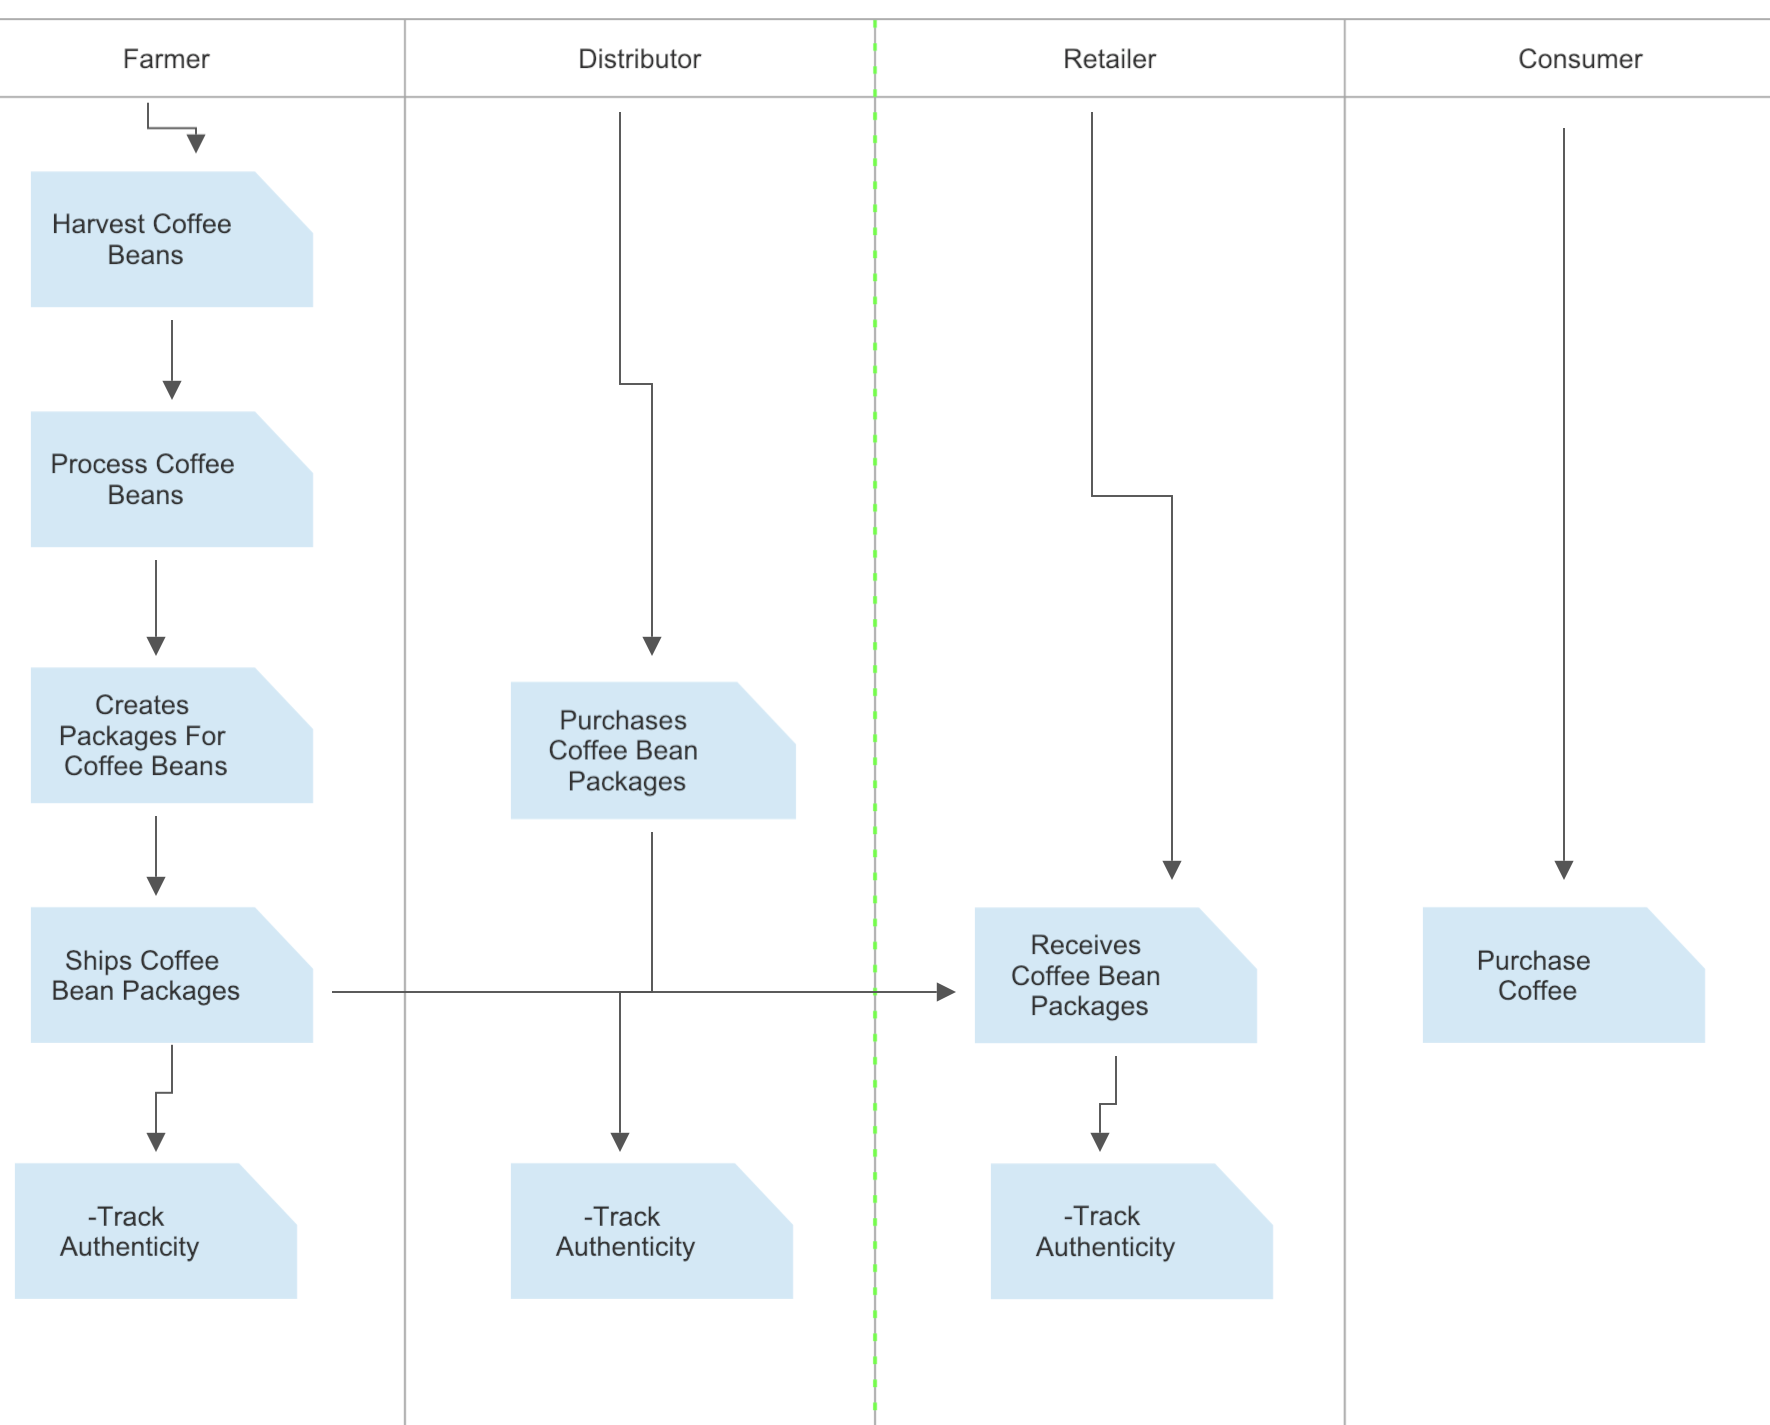 Farmer
Distributor
Retailer
Consumer
Harvest Coffee
Beans
Process Coffee
Beans
Creates
Packages For
Coffee Beans
Purchases
Coffee Bean
Packages
Ships Coffee
Bean Packages
Receives
Coffee Bean
Packages
Purchase
Coffee
-Track
Authenticity
-Track
Authenticity
-Track
Authenticity